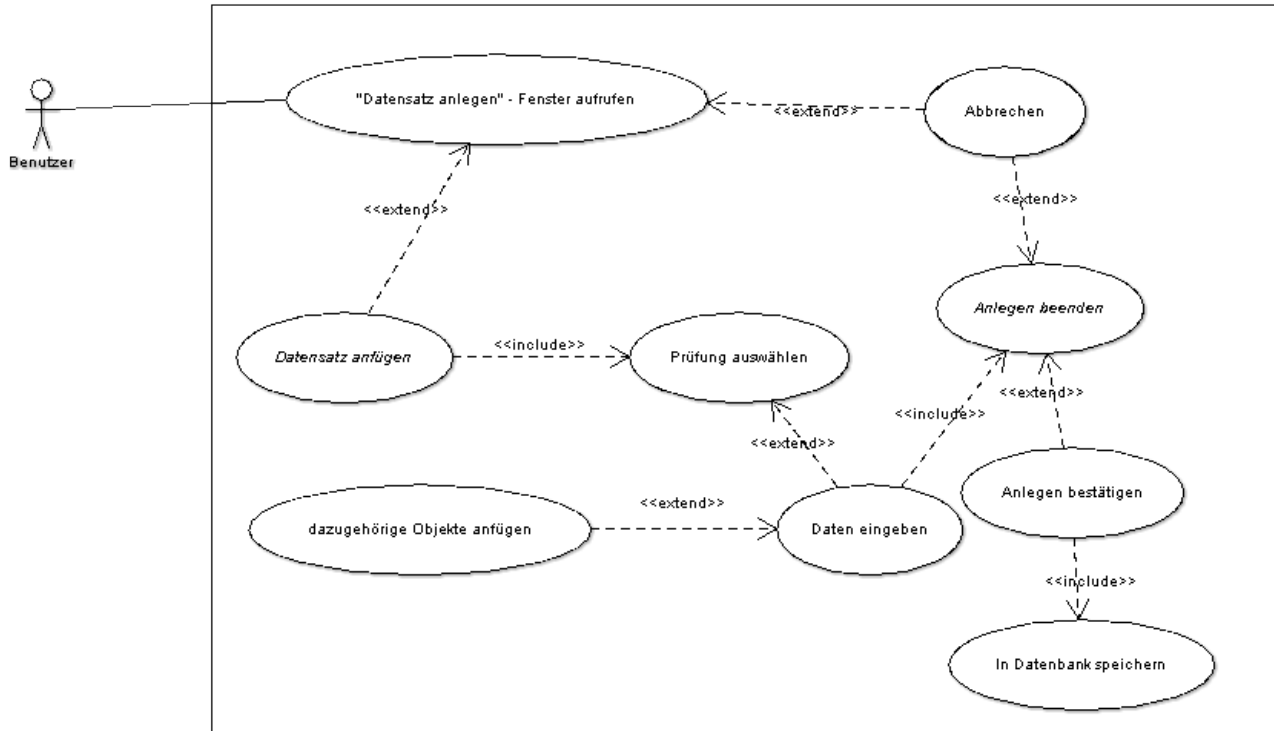 "Datensatz anlegen" - Fenster aufrufen
<<extend>>
Abbrechen
Benutzer
<<extend>>
<<extend>>
Anlegen beenden
Datensatz anfügen
<<include>>
Prüfung auswählen
<<extend>>
<<include>>
<<extend>>
Anlegen bestätigen
<<extend>>
dazugehörige Objekte anfügen
Daten eingeben
<<include>>
In Datenbank speichern